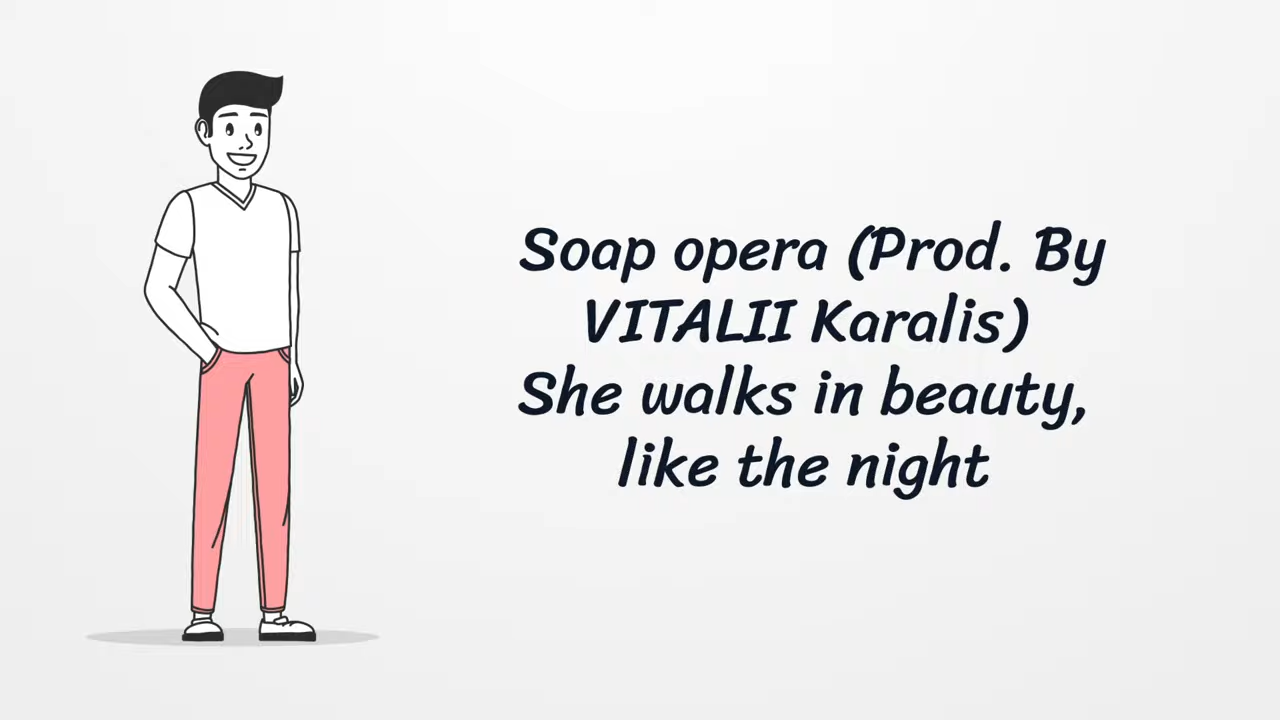 Soap opera (Prod. By
VITALII Karalis)
She walks in beauty,
like the night